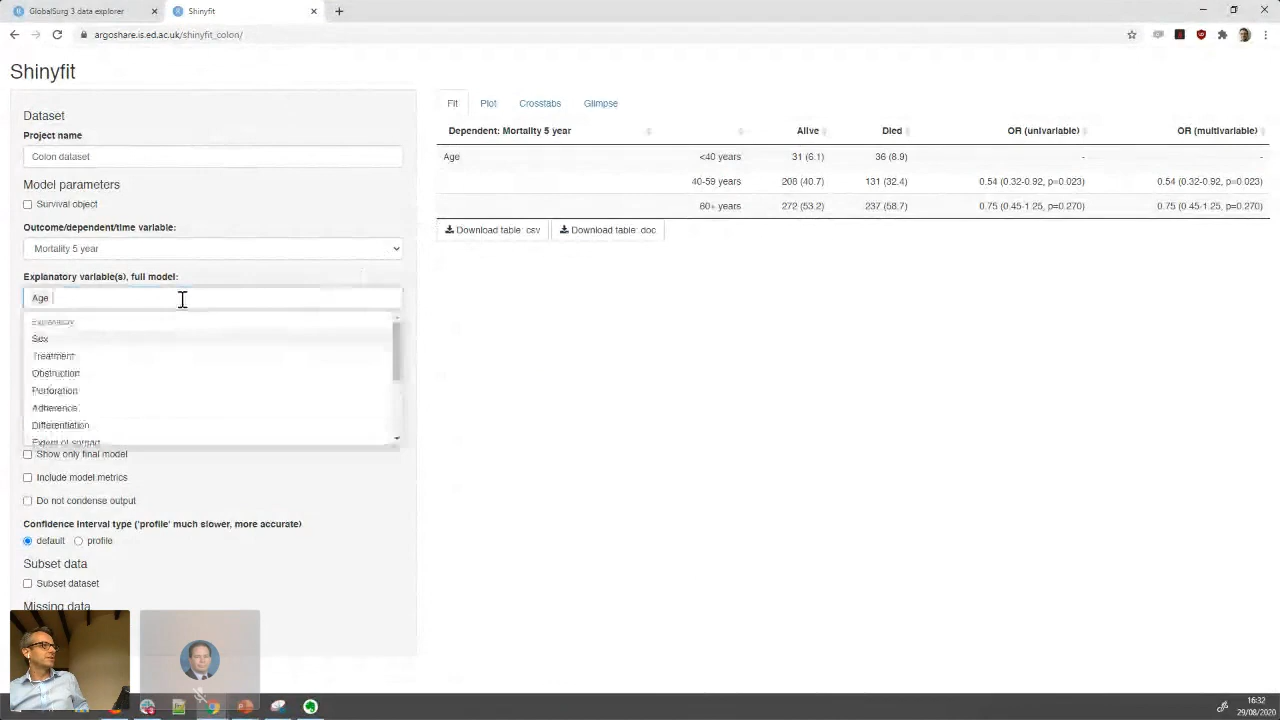 GlobalSurg 3 data explorer
Shinyfit
argoshare.is.ed.ac.uk/shinyfit_colon/
Shinyfit
Dataset
Project name
Colon dataset
Model parameters
Survival object
Outcome/dependent/time variable:
Mortality 5 year
Explanatory variable(s), full model:
Age
Explanatory
Sex
Treatment
Obstruction
Perforation
Adherence
Differentiation
Extent of spread
Show only final model
Include model metrics
Do not condense output
Confidence interval type ('profile' much slower, more accurate)
default profile
Subset data
Subset dataset
Missing data
Fit Plot Crosstabs Glimpse
Dependent: Mortality 5 year Alive Died OR (univariable) OR (multivariable)
Age <40 years 31 (6.1) 36 (8.9) - -
40-59 years 208 (40.7) 131 (32.4) 0.54 (0.32-0.92, p=0.023) 0.54 (0.32-0.92, p=0.023)
60+ years 272 (53.2) 237 (58.7) 0.75 (0.45-1.25, p=0.270) 0.75 (0.45-1.25, p=0.270)
Download table: csv Download table: doc
16:32
29/08/2020